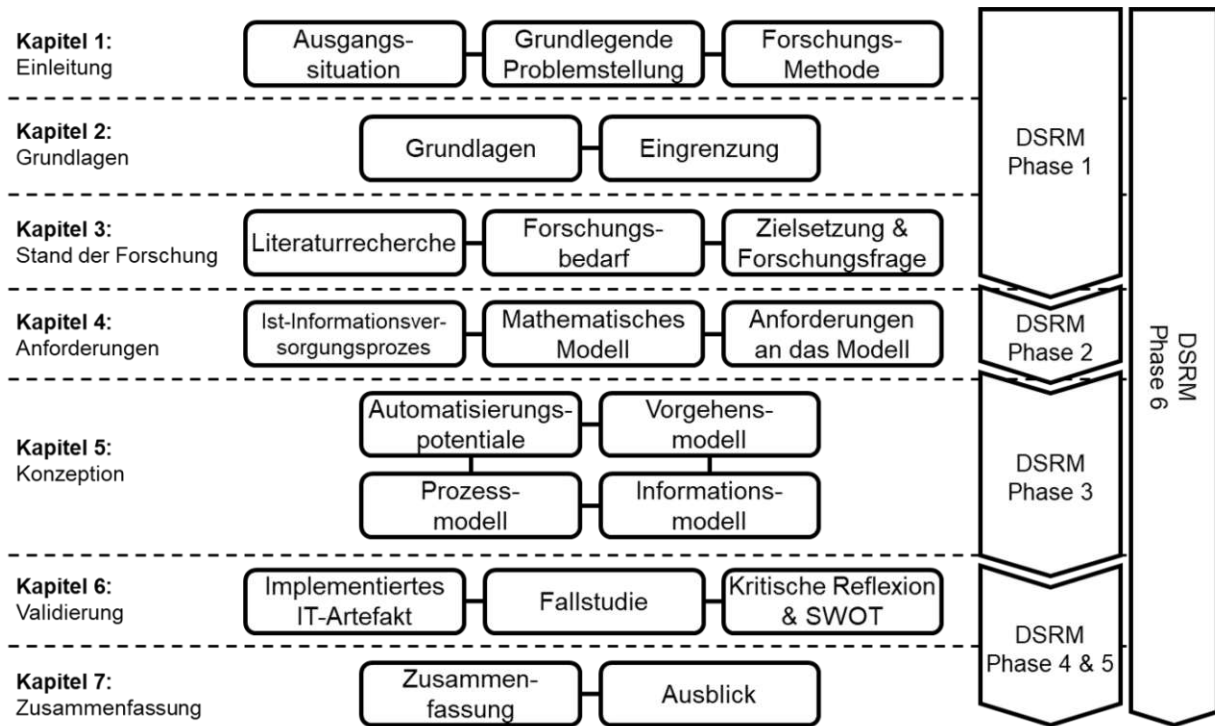 Kapitel 1:
Einleitung
Ausgangs-
situation
Grundlegende
Problemstellung
Forschungs-
Methode
Kapitel 2:
Grundlagen
Grundlagen
Eingrenzung
DSRM
Phase 1
Kapitel 3:
Stand der Forschung
Literaturrecherche
Forschungs-
bedarf
Zielsetzung &
Forschungsfrage
Kapitel 4:
Anforderungen
Ist-Informationsver-
sorgungsprozes
Mathematisches
Modell
Anforderungen
an das Modell
DSRM
Phase 2
DSRM
Phase 6
Kapitel 5:
Konzeption
Automatisierungs-
potentiale
Vorgehens-
modell
Prozess-
modell
Informations-
modell
DSRM
Phase 3
Kapitel 6:
Validierung
Implementiertes
IT-Artefakt
Fallstudie
Kritische Reflexion
& SWOT
DSRM
Phase 4 & 5
Kapitel 7:
Zusammenfassung
Zusammen-
fassung
Ausblick